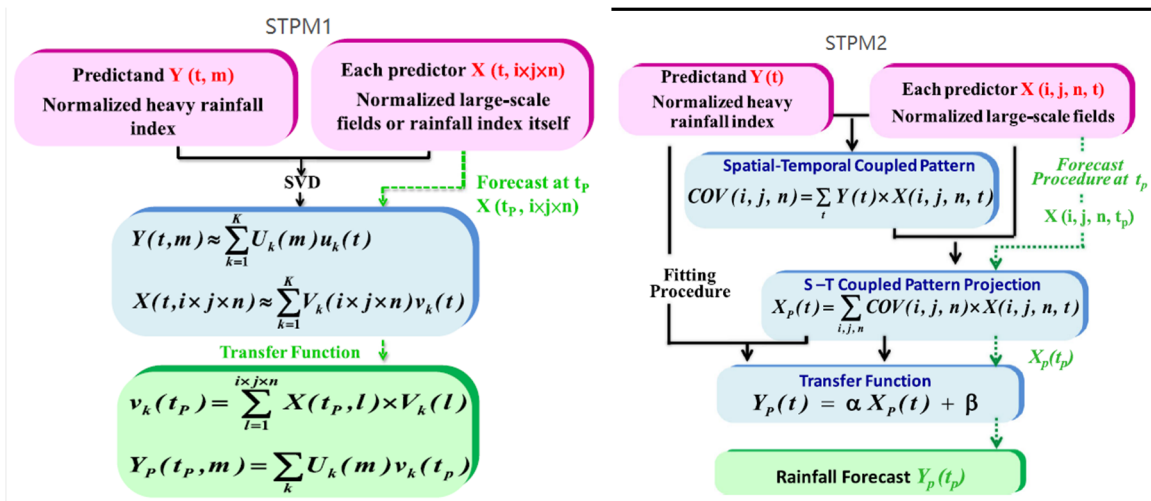 STPM1
Predictand Y (t, m)
Normalized heavy rainfall
index
Each predictor X (t, i×j×n)
Normalized large-scale
fields or rainfall index itself
SVD
Forecast at t_P
X (t_P , i×j×n)
Y(t,m) ≈ ∑_{k=1}^{K} U_k(m)u_k(t)
X(t,i× j×n) ≈ ∑_{k=1}^{K} V_k(i× j×n)v_k(t)
Transfer Function
v_k(t_P) = ∑_{l=1}^{i×j×n} X(t_P,l)×V_k(l)
Y_P(t_P,m) = ∑_k U_k(m)v_k(t_p)
STPM2
Predictand Y(t)
Normalized heavy
rainfall index
Each predictor X (i, j, n, t)
Normalized large-scale fields
Spatial-Temporal Coupled Pattern
COV(i, j, n) = ∑_t Y(t)×X(i, j, n, t)
Forecast
Procedure at t_p
X (i, j, n, t_p)
Fitting
Procedure
S –T Coupled Pattern Projection
X_P(t) = ∑_{i, j, n} COV(i, j, n)×X(i, j, n, t)
X_p(t_p)
Transfer Function
Y_P(t) = α X_P(t) + β
Rainfall Forecast Y_p(t_p)